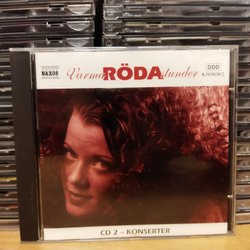 NAXOS
Varma RÖDA stunder
DDD
CD 2 - KONSERTER